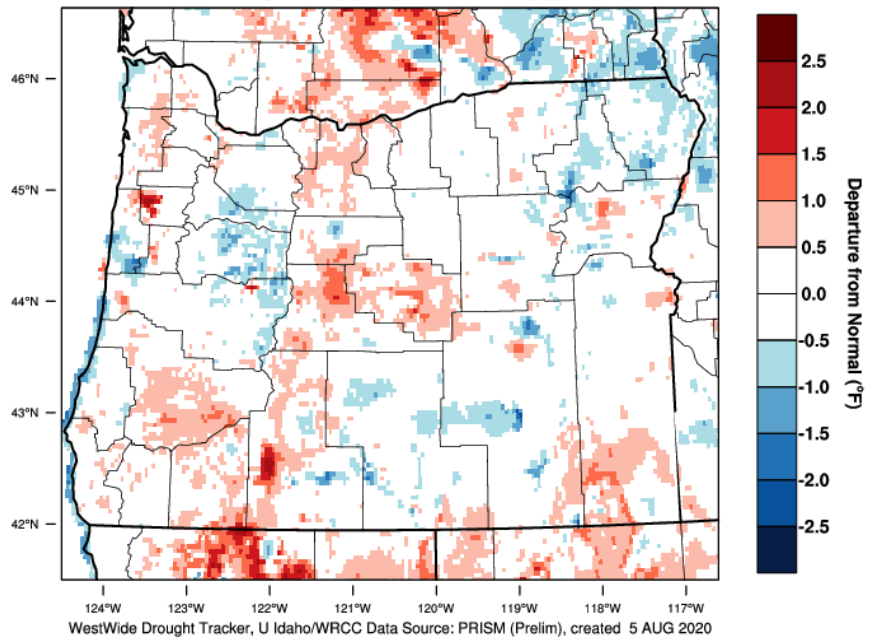 46°N
45°N
44°N
43°N
42°N
124°W 123°W 122°W 121°W 120°W 119°W 118°W 117°W
2.5
2.0
1.5
1.0
0.5
0.0
-0.5
-1.0
-1.5
-2.0
-2.5
Departure from Normal (°F)
WestWide Drought Tracker, U Idaho/WRCC Data Source: PRISM (Prelim), created 5 AUG 2020